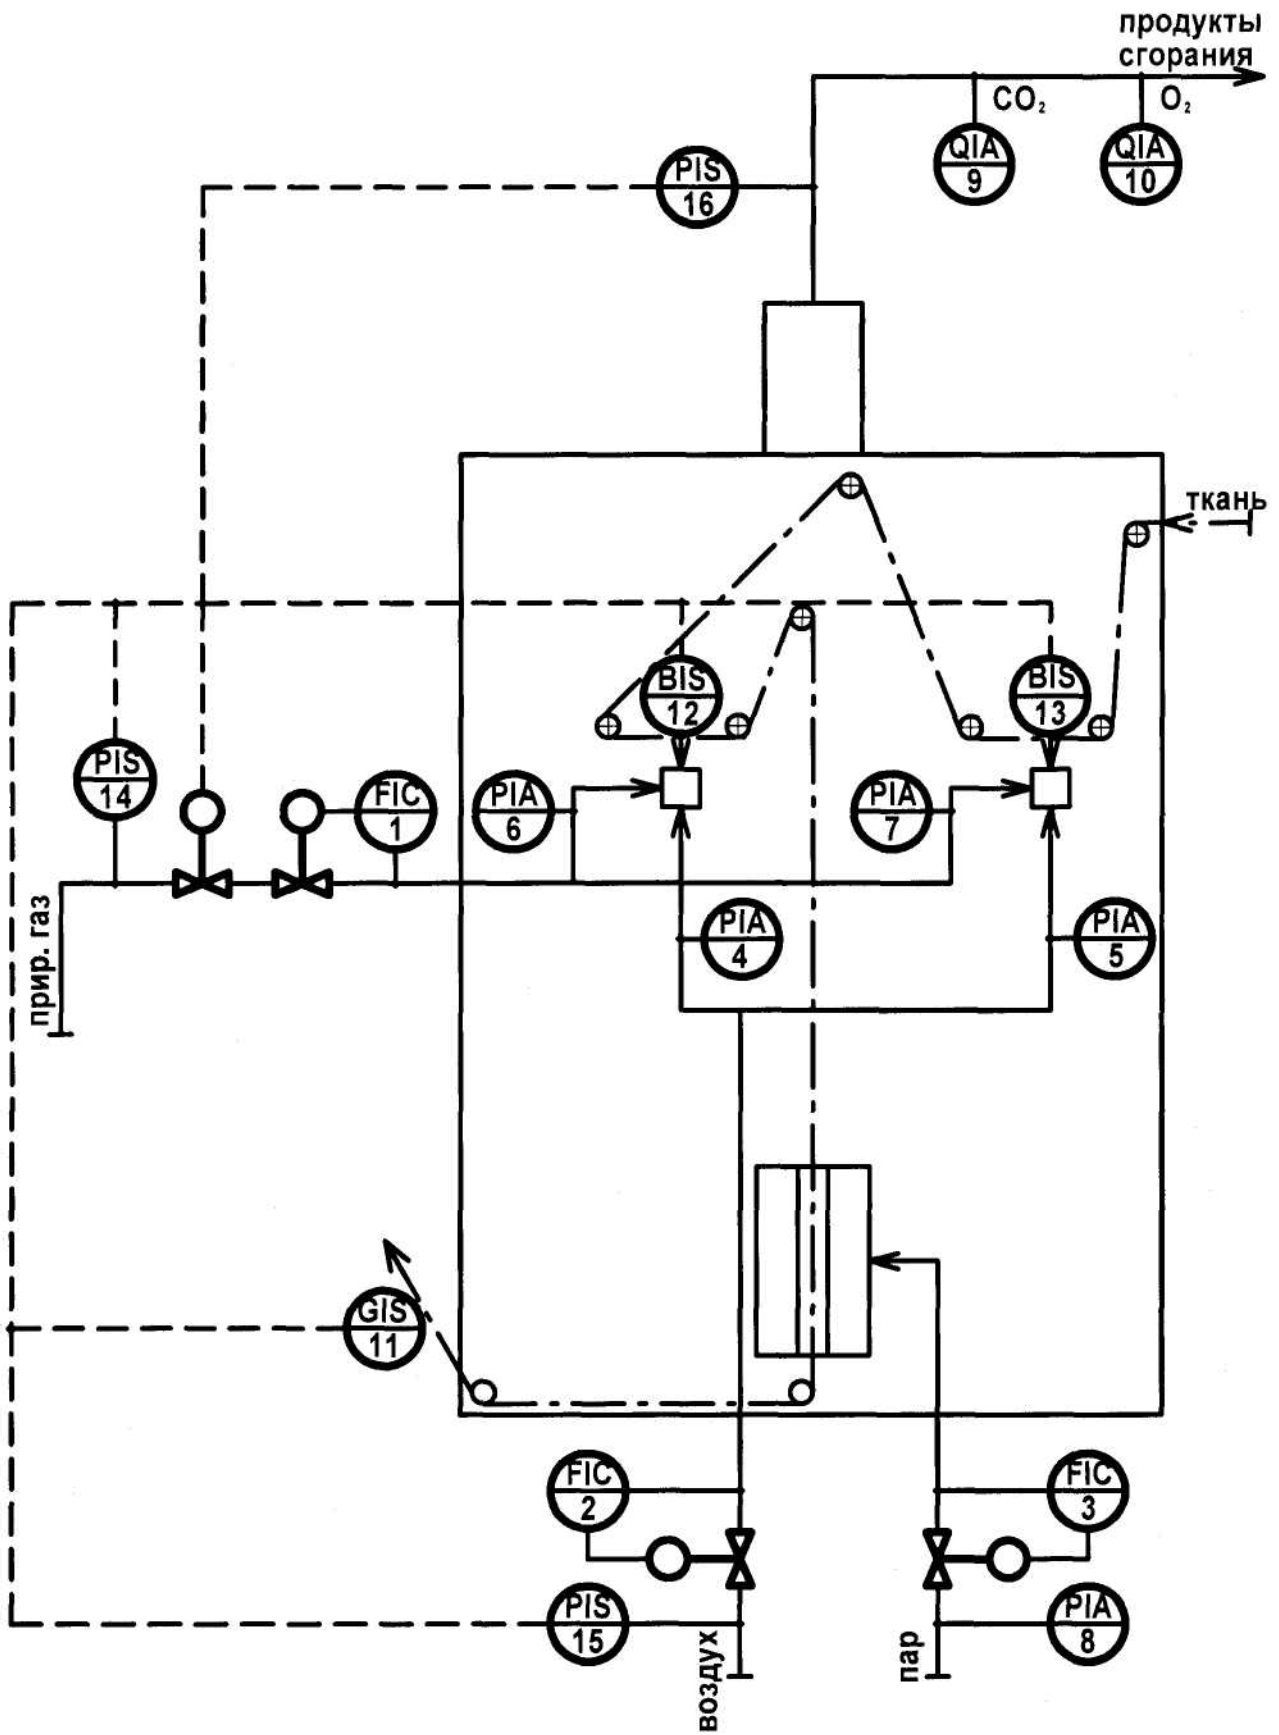 продукты
сгорания
CO₂
O₂
QIA
9
QIA
10
PIS
16
ткань
BIS
12
BIS
13
PIS
14
FIC
1
PIA
6
PIA
7
прир. газ
PIA
4
PIA
5
GIS
11
FIC
2
FIC
3
PIS
15
PIA
8
воздух
пар